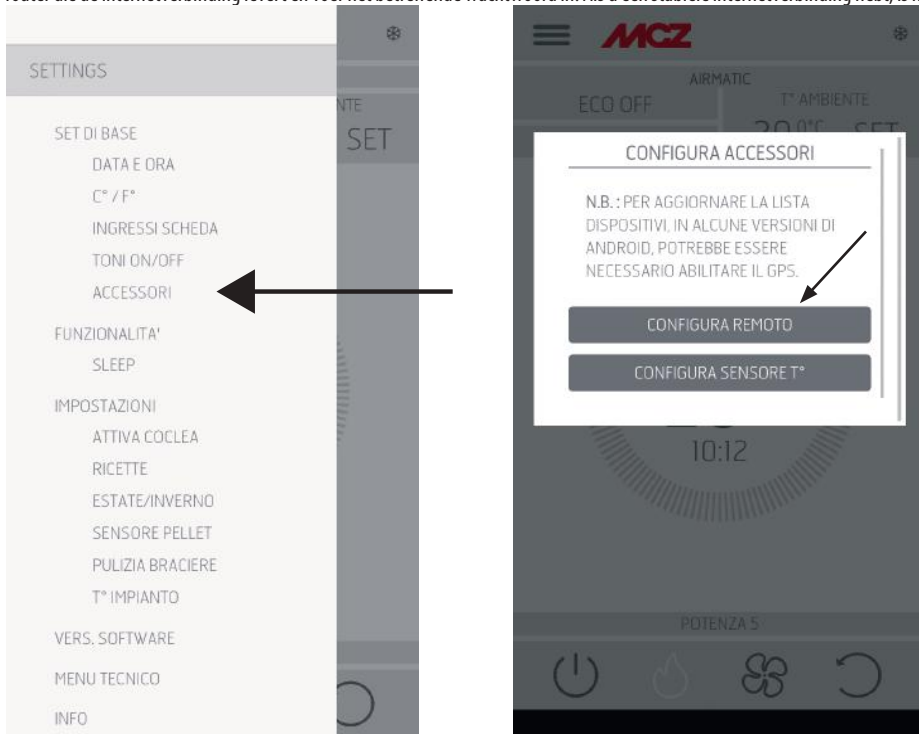 SETTINGS
SET DI BASE
DATA E ORA
C° / F°
INGRESSI SCHEDA
TONI ON/OFF
ACCESSORI
FUNZIONALITA'
SLEEP
IMPOSTAZIONI
ATTIVA COCLEA
RICETTE
ESTATE/INVERNO
SENSORE PELLET
PULIZIA BRACIERE
T° IMPIANTO
VERS. SOFTWARE
MENU TECNICO
INFO
NTE
SET
MCZ
AIRMATIC
ECO OFF
T° AMBIENTE
SET
CONFIGURA ACCESSORI
N.B. : PER AGGIORNARE LA LISTA
DISPOSITIVI, IN ALCUNE VERSIONI DI
ANDROID, POTREBBE ESSERE
NECESSARIO ABILITARE IL GPS.
CONFIGURA REMOTO
CONFIGURA SENSORE T°
10:12
POTENZA 5